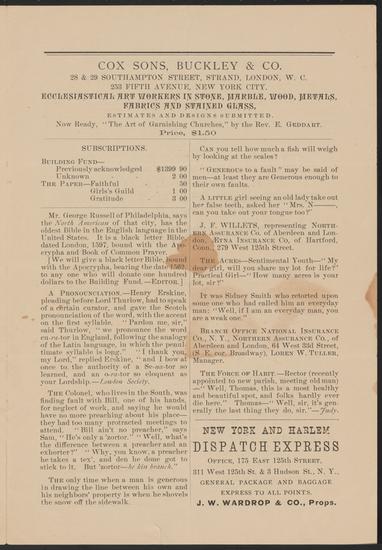 COX SONS, BUCKLEY & CO.
28 & 29 SOUTHAMPTON STREET, STRAND, LONDON, W. C.
253 FIFTH AVENUE, NEW YORK CITY.
ECCLESIASTICAL ART WORKERS IN STONE, MARBLE, WOOD, METALS,
FABRICS AND STAINED GLASS,
ESTIMATES AND DESIGNS SUBMITTED.
Now Ready, "The Art of Garnishing Churches," by the Rev. E. GEDDART.
Price, $1.50
SUBSCRIPTIONS.
BUILDING FUND—
Previously acknowledged $1399 90
Unknown 2 00
THE PAPER—Faithful 50
Girl's Guild 1 00
Gratitude 3 00
Mr. George Russell of Philadelphia, says
the North American of that city, has the
oldest Bible in the English language in the
United States. It is a black letter Bible,
dated London, 1597, bound with the Apo-
crypha and Book of Common Prayer.
[We will give a black letter Bible, bound
with the Apocrypha, bearing the date 1562
to any one who will donate one hundred
dollars to the Building Fund.—EDITOR.]
A PRONOUNCIATION.—Henry Erskine,
pleading before Lord Thurlow, had to speak
of a curator, and gave the Scotch
pronounciation of the word, with the accent
on the first syllable. "Pardon me, sir,"
said Thurlow, "we pronounce the word
cu-ra-tor in England, following the analogy
of the Latin language, in which the penul-
timate syllable is long." "I thank you
my Lord," replied Erskine, "and I bow at
once to the authority of a Se-na-tor so
learned, and an o-ra-tor so eloquent as
your Lordship.—London Society.
THE Colonel, who lives in the South, was
finding fault with Bill, one of his hands,
for neglect of work, and saying he would
have no more preaching about his place—
they had too many protracted meetings to
attend. "Bill ain't no preacher," says
Sam, "He's only a 'zortor." "Well, what's
the difference between a preacher and an
exhorter?" "Why, you know, a preacher
he takes a tex', and den he done got to
stick to it. But 'zortor—he kin branch."
THE only time when a man is generous
in drawing the line between his own and
his neighbors' property is when he shovels
the snow off the sidewalk.
Can you tell how much a fish will weigh
by looking at the scales?
"GENEROUS to a fault" may be said of
men—at least they are Generous enough to
their own faults.
A LITTLE girl seeing an old lady take out
her false teeth, asked her "Mrs. N——,
can you take out your tongue too?"
J. F. WILLETS, representing NORTH-
ERN ASSURANCE Co. of Aberdeen and Lon-
don, ETNA INSURANCE Co, of Hartford,
Conn., 279 West 125th street.
THE ACRES—Sentimental Youth—"My
dear girl, will you share my lot for life?"
Practical Girl—"How many acres is your
lot, sir?"
It was Sidney Smith who retorted upon
some one who had called him an everyday
man: "Well, if I am an everyday man, you
are a weak one."
BRANCH OFFICE NATIONAL INSURANCE
Co., N. Y., NORTHERN ASSURANCE Co., of
Aberdeen and London, 64 West 23d Street,
(S. E. cor. Broadway), LOREN W. TULLER,
Manager.
THE FORCE OF HABIT.—Rector (recently
appointed to new parish, meeting old man)
—"Well, Thomas, this is a most healthy
and beautiful spot, and folks hardly ever
die here." Thomas—"Well, sir, it's gen-
erally the last thing they do, sir."—Judy.
NEW YORK AND HARLEM
DISPATCH EXPRESS
OFFICE, 175 EAST 125th STREET,
311 West 125th St. & 3 Hudson St., N. Y.,
GENERAL PACKAGE AND BAGGAGE
EXPRESS TO ALL POINTS.
J. W. WARDROP & CO., Props.